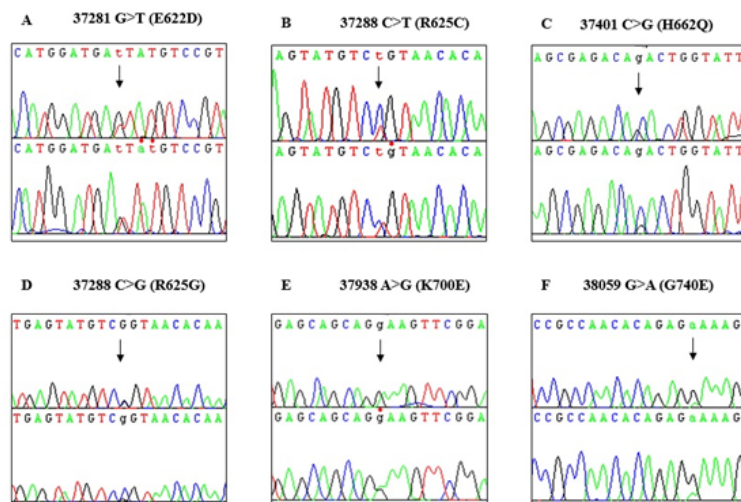 A 37281 G>T (E622D)
CATGGATGAtTATGTCCGT
CATGGATGAtTatGTCCGT
B 37288 C>T (R625C)
AGTATGTCtGTAACACA
AGTATGTCtgTAACACA
C 37401 C>G (H662Q)
AGCGAGACAgACTGGTATT
AGCGAGACAgACTGGTATT
D 37288 C>G (R625G)
TGAGTATGTCGGTAACACAA
TGAGTATGTCgGTAACACAA
E 37938 A>G (K700E)
GAGCAGCAGgAAGTTCGGA
GAGCAGCAGgAAGTTCGGA
F 38059 G>A (G740E)
CCGCCAACACAGAGaAAAG
CCGCCAACACAGAGaAAAG